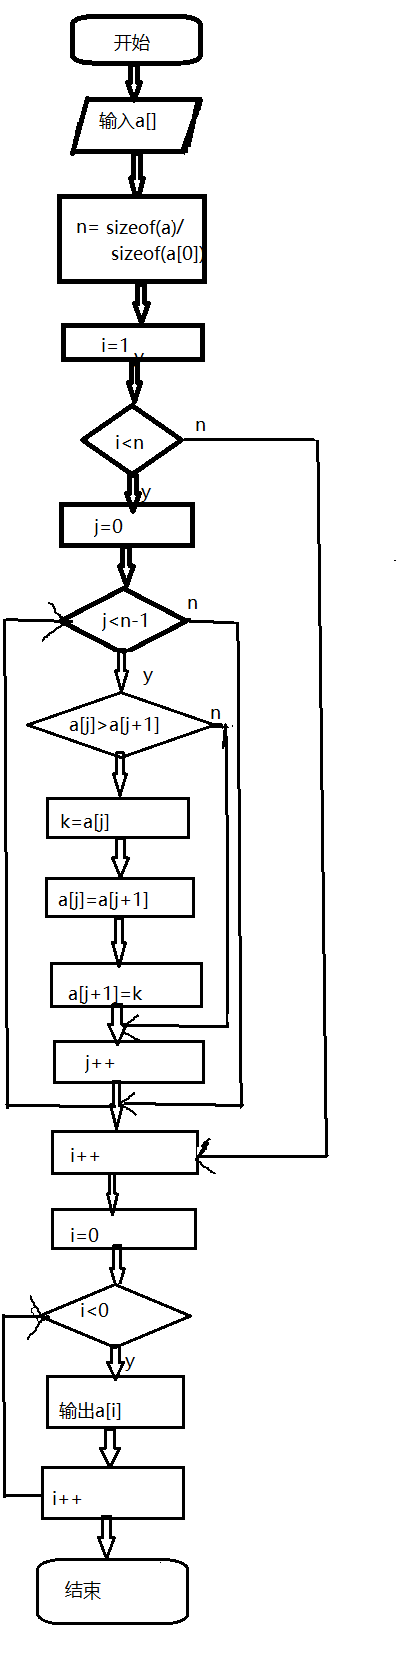 开始
输入a[]
n= sizeof(a)/
sizeof(a[0])
i=1
y
i<n
n
y
j=0
j<n-1
n
y
a[j]>a[j+1]
n
k=a[j]
a[j]=a[j+1]
a[j+1]=k
j++
i++
i=0
i<0
y
输出a[i]
i++
结束